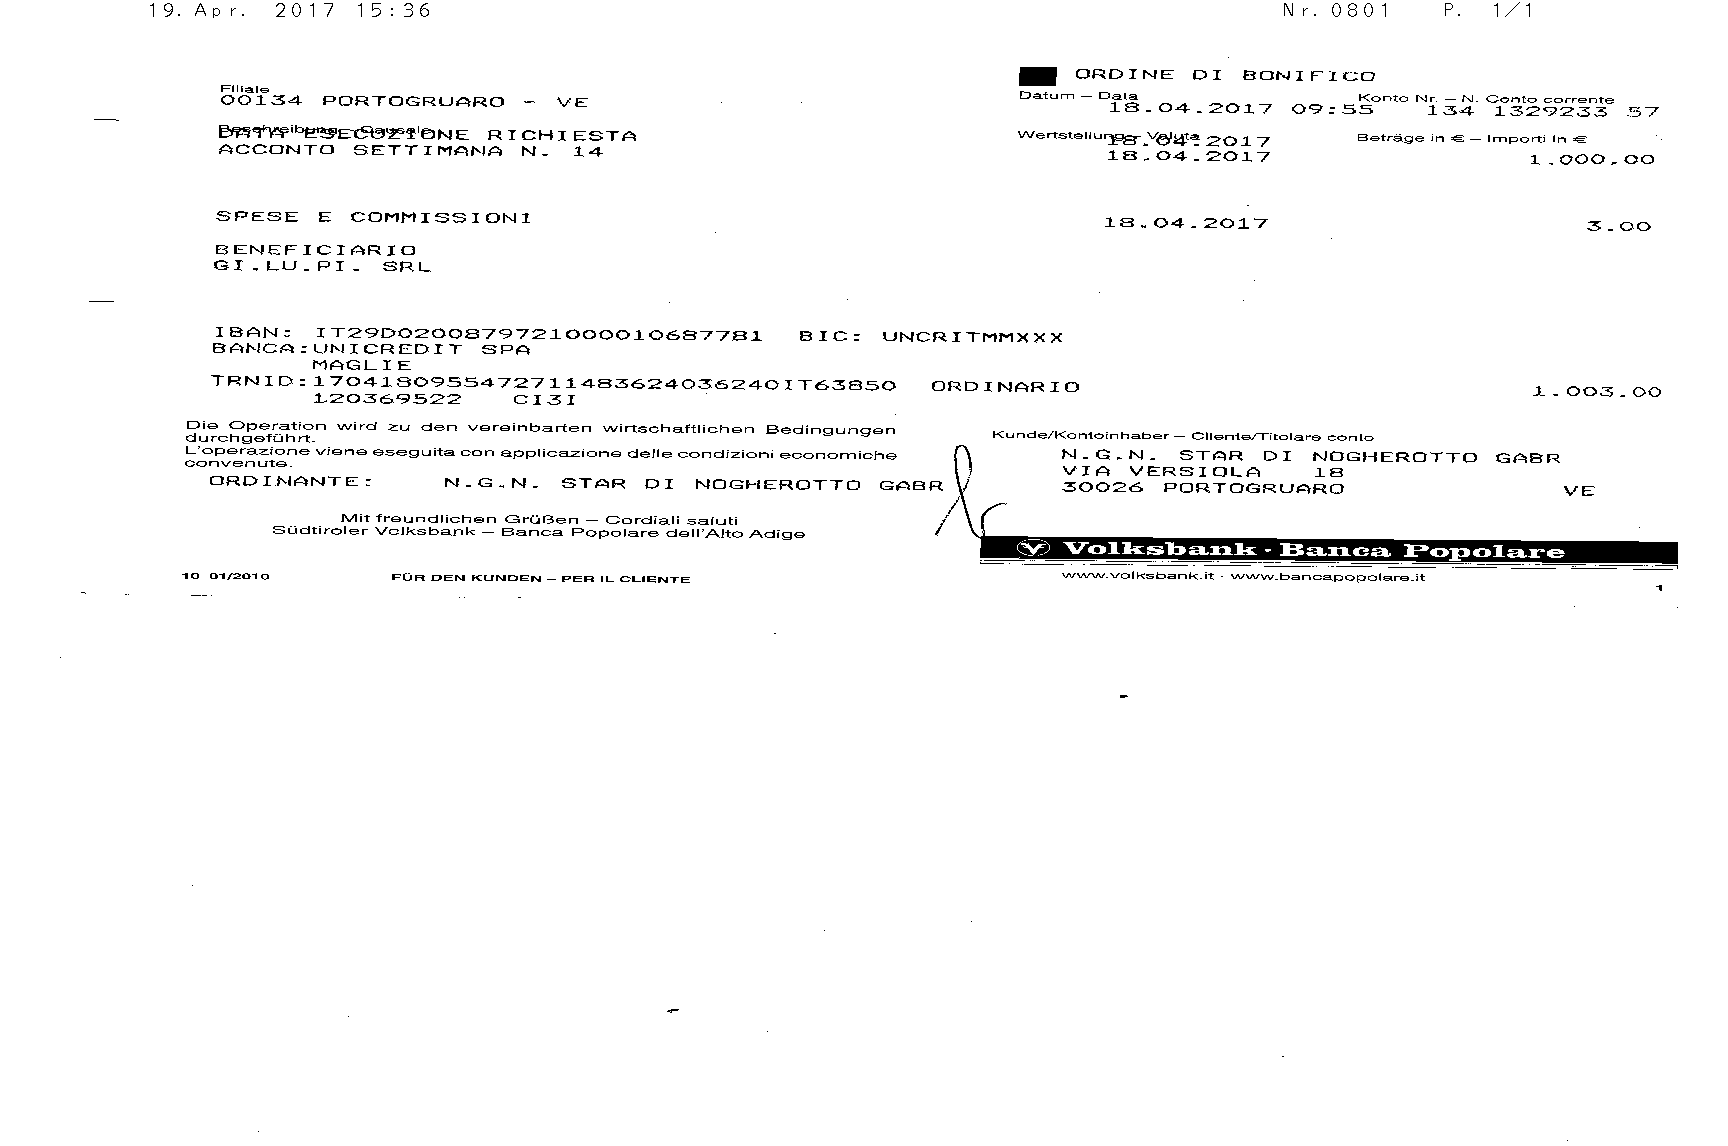 19. Apr. 2017 15:36 Nr. 0801 P. 1/1
ORDINE DI BONIFICO
Filiale
00134 PORTOGRUARO - VE
Datum – Data Konto Nr. – N. Conto corrente
18.04.2017 09:55 134 1329233 57
Beschreibung – Causale
DATA ESECUZIONE RICHIESTA
Wertstellung – Valuta Beträge in € – Importi in €
18.04.2017
ACCONTO SETTIMANA N. 14 18.04.2017 1.000.00
SPESE E COMMISSIONI 18.04.2017 3.00
BENEFICIARIO
GI.LU.PI. SRL
IBAN: IT29D0200879721000010687781 BIC: UNCRITMMXXX
BANCA:UNICREDIT SPA
MAGLIE
TRNID:1704180955472711483624036240IT63850 ORDINARIO 1.003.00
120369522 CI3I
Die Operation wird zu den vereinbarten wirtschaftlichen Bedingungen
durchgeführt.
L'operazione viene eseguita con applicazione delle condizioni economiche
convenute.
Kunde/Kontoinhaber – Cliente/Titolare conto
N.G.N. STAR DI NOGHEROTTO GABR
VIA VERSIOLA 18
30026 PORTOGRUARO VE
ORDINANTE: N.G.N. STAR DI NOGHEROTTO GABR
Mit freundlichen Grüßen – Cordiali saluti
Südtiroler Volksbank – Banca Popolare dell'Alto Adige
Volksbank · Banca Popolare
10 01/2010 FÜR DEN KUNDEN – PER IL CLIENTE www.volksbank.it · www.bancapopolare.it
1